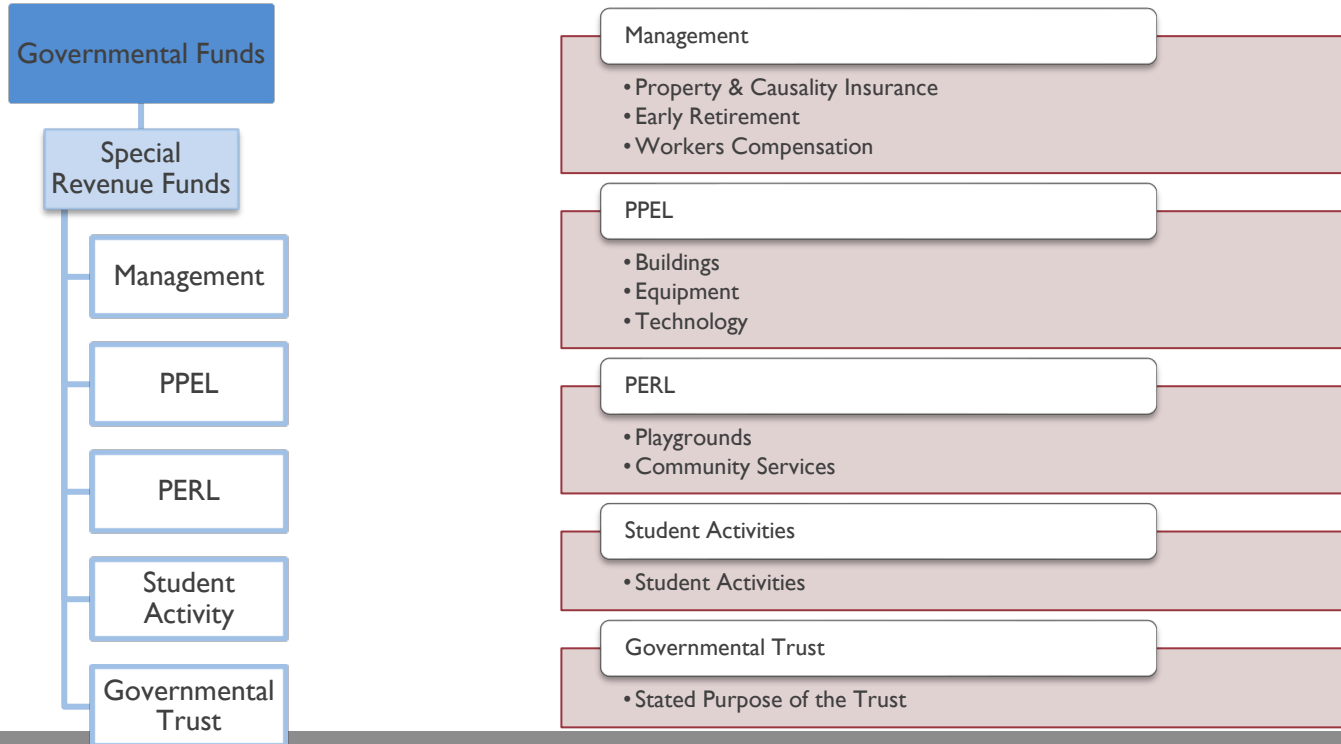 Governmental Funds
Special
Revenue Funds
Management
PPEL
PERL
Student
Activity
Governmental
Trust
Management
• Property & Causality Insurance
• Early Retirement
• Workers Compensation
PPEL
• Buildings
• Equipment
• Technology
PERL
• Playgrounds
• Community Services
Student Activities
• Student Activities
Governmental Trust
• Stated Purpose of the Trust